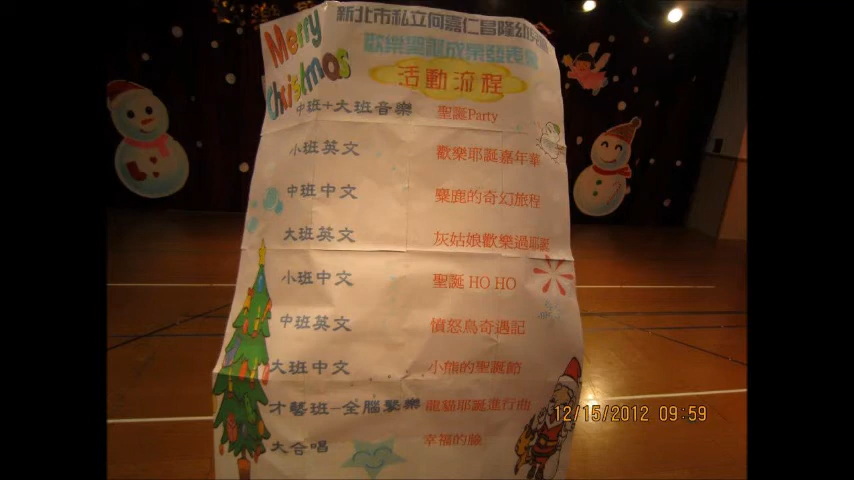 Merry Christmas
新北市私立何嘉仁昌隆幼兒園
歡樂聖誕成果發表會
活動流程
中班+大班音樂 聖誕Party
小班英文 歡樂耶誕嘉年華
中班中文 麋鹿的奇幻旅程
大班英文 灰姑娘歡樂過耶誕
小班中文 聖誕 HO HO
中班英文 憤怒鳥奇遇記
大班中文 小熊的聖誕節
才藝班-全腦琴樂 龍貓耶誕進行曲
大合唱 幸福的臉
12/15/2012 09:59